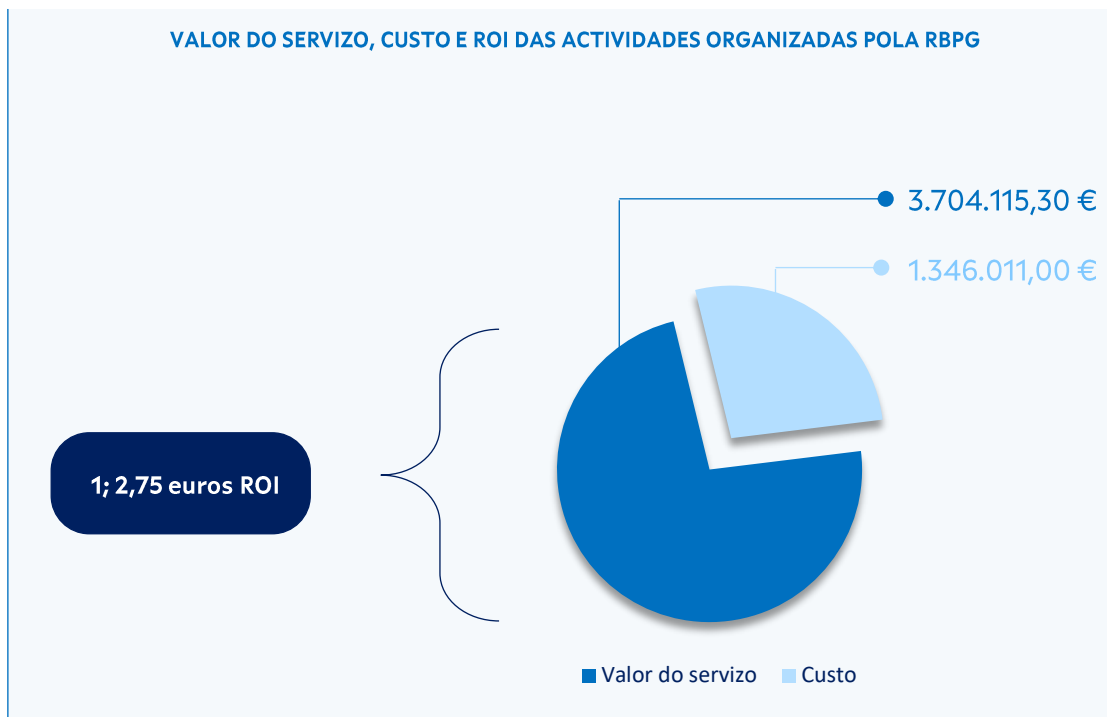 VALOR DO SERVIZO, CUSTO E ROI DAS ACTIVIDADES ORGANIZADAS POLA RBPG
3.704.115,30 €
1.346.011,00 €
1; 2,75 euros ROI
Valor do servizo
Custo